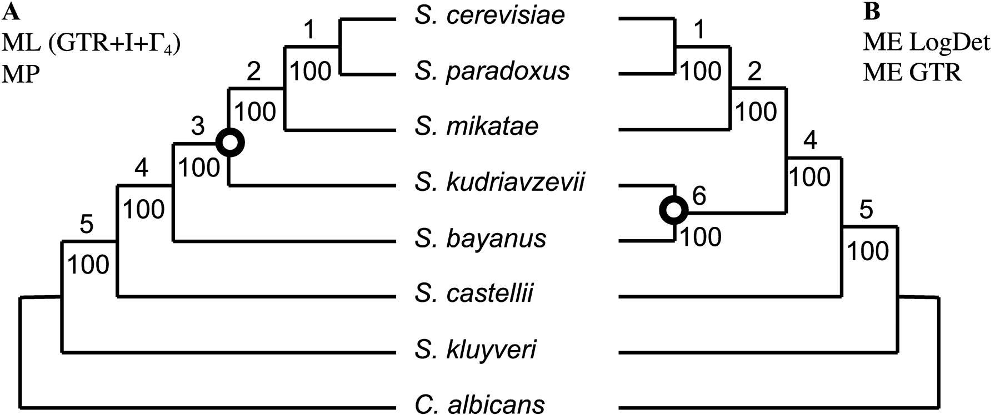 A
ML (GTR+I+Γ4)
MP
B
ME LogDet
ME GTR
S. cerevisiae
S. paradoxus
S. mikatae
S. kudriavzevii
S. bayanus
S. castellii
S. kluyveri
C. albicans
1
100
2
100
3
100
4
100
5
100
1
100
2
100
4
100
6
100
5
100